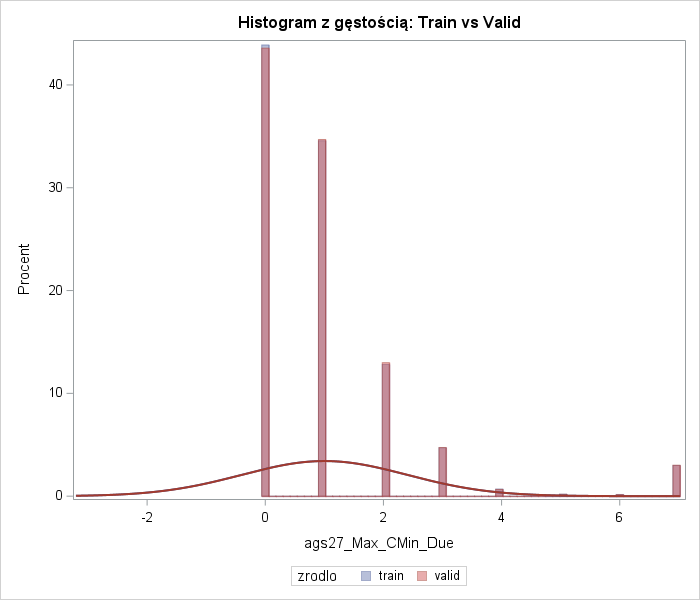 Histogram z gęstością: Train vs Valid
Procent
40
30
20
10
0
-2 0 2 4 6
ags27_Max_CMin_Due
zrodlo train valid